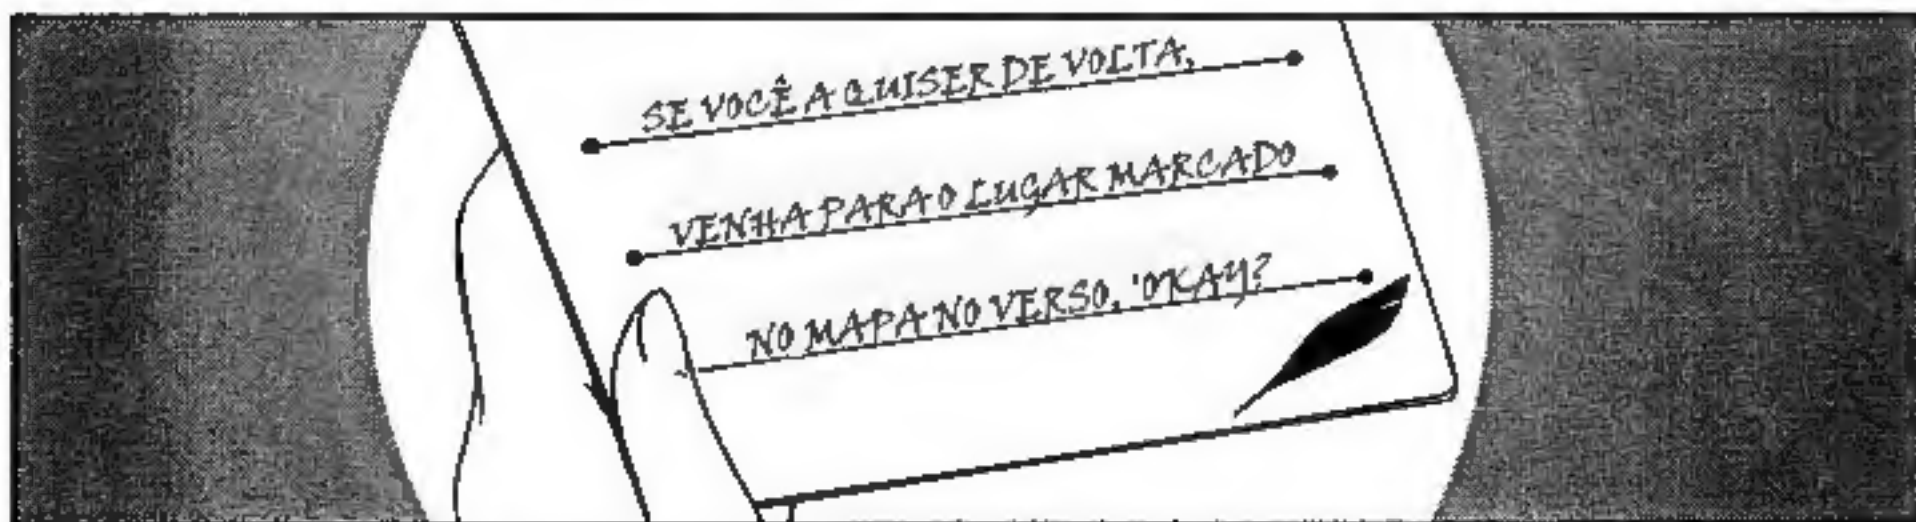 SE VOCÊ A QUISER DE VOLTA,
VENHA PARA O LUGAR MARCADO
NO MAPA NO VERSO, 'OKAY?